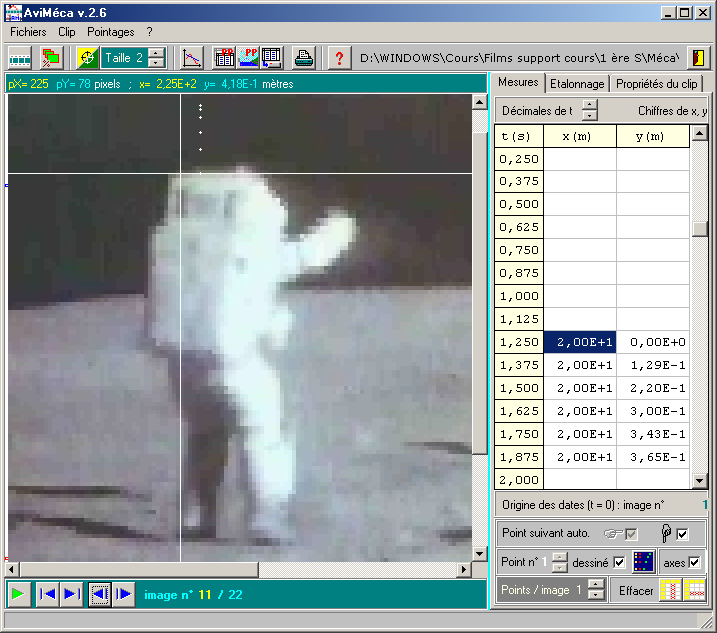 AviMéca v.2.6
Fichiers Clip Pointages ?
Taille 2 ? D:\WINDOWS\Cours\Films support cours\1 ère S\Méca\
pX= 225 pY= 78 pixels ; x= 2,25E+2 y= 4,18E-1 mètres
Mesures Etalonnage Propriétés du clip
Décimales de t Chiffres de x, y
t (s) x (m) y (m)
0,250
0,375
0,500
0,625
0,750
0,875
1,000
1,125
1,250 2,00E+1 0,00E+0
1,375 2,00E+1 1,29E-1
1,500 2,00E+1 2,20E-1
1,625 2,00E+1 3,00E-1
1,750 2,00E+1 3,43E-1
1,875 2,00E+1 3,65E-1
2,000
Origine des dates (t = 0) : image n° 1
Point suivant auto.
Point n° 1 dessiné axes
Points / image 1 Effacer
image n° 11 / 22